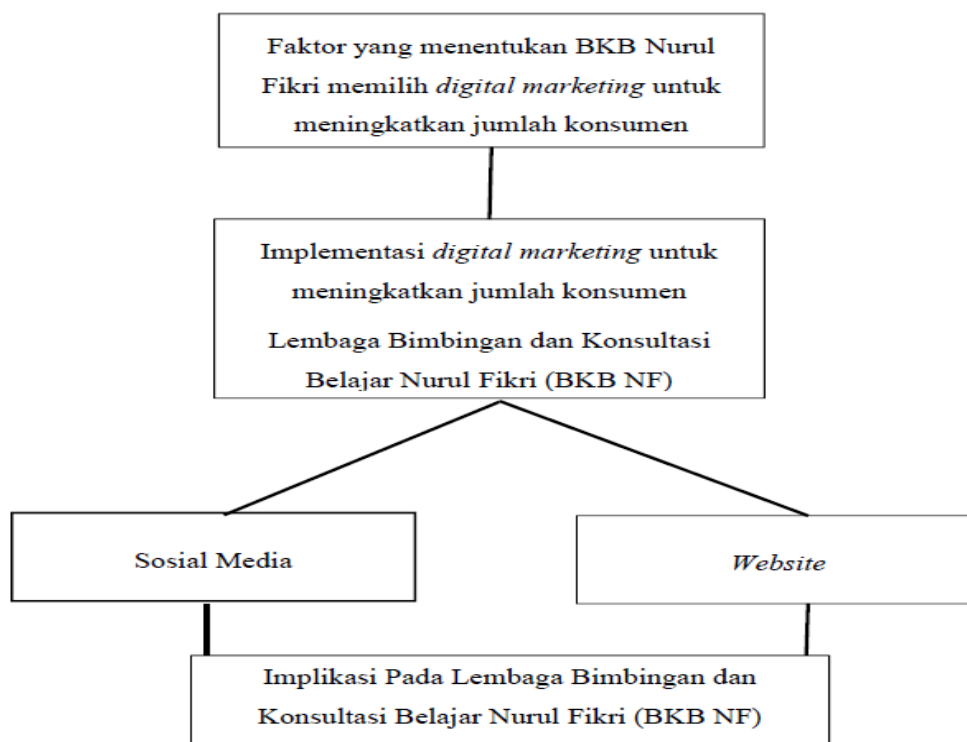 Faktor yang menentukan BKB Nurul
Fikri memilih digital marketing untuk
meningkatkan jumlah konsumen
Implementasi digital marketing untuk
meningkatkan jumlah konsumen
Lembaga Bimbingan dan Konsultasi
Belajar Nurul Fikri (BKB NF)
Sosial Media
Website
Implikasi Pada Lembaga Bimbingan dan
Konsultasi Belajar Nurul Fikri (BKB NF)